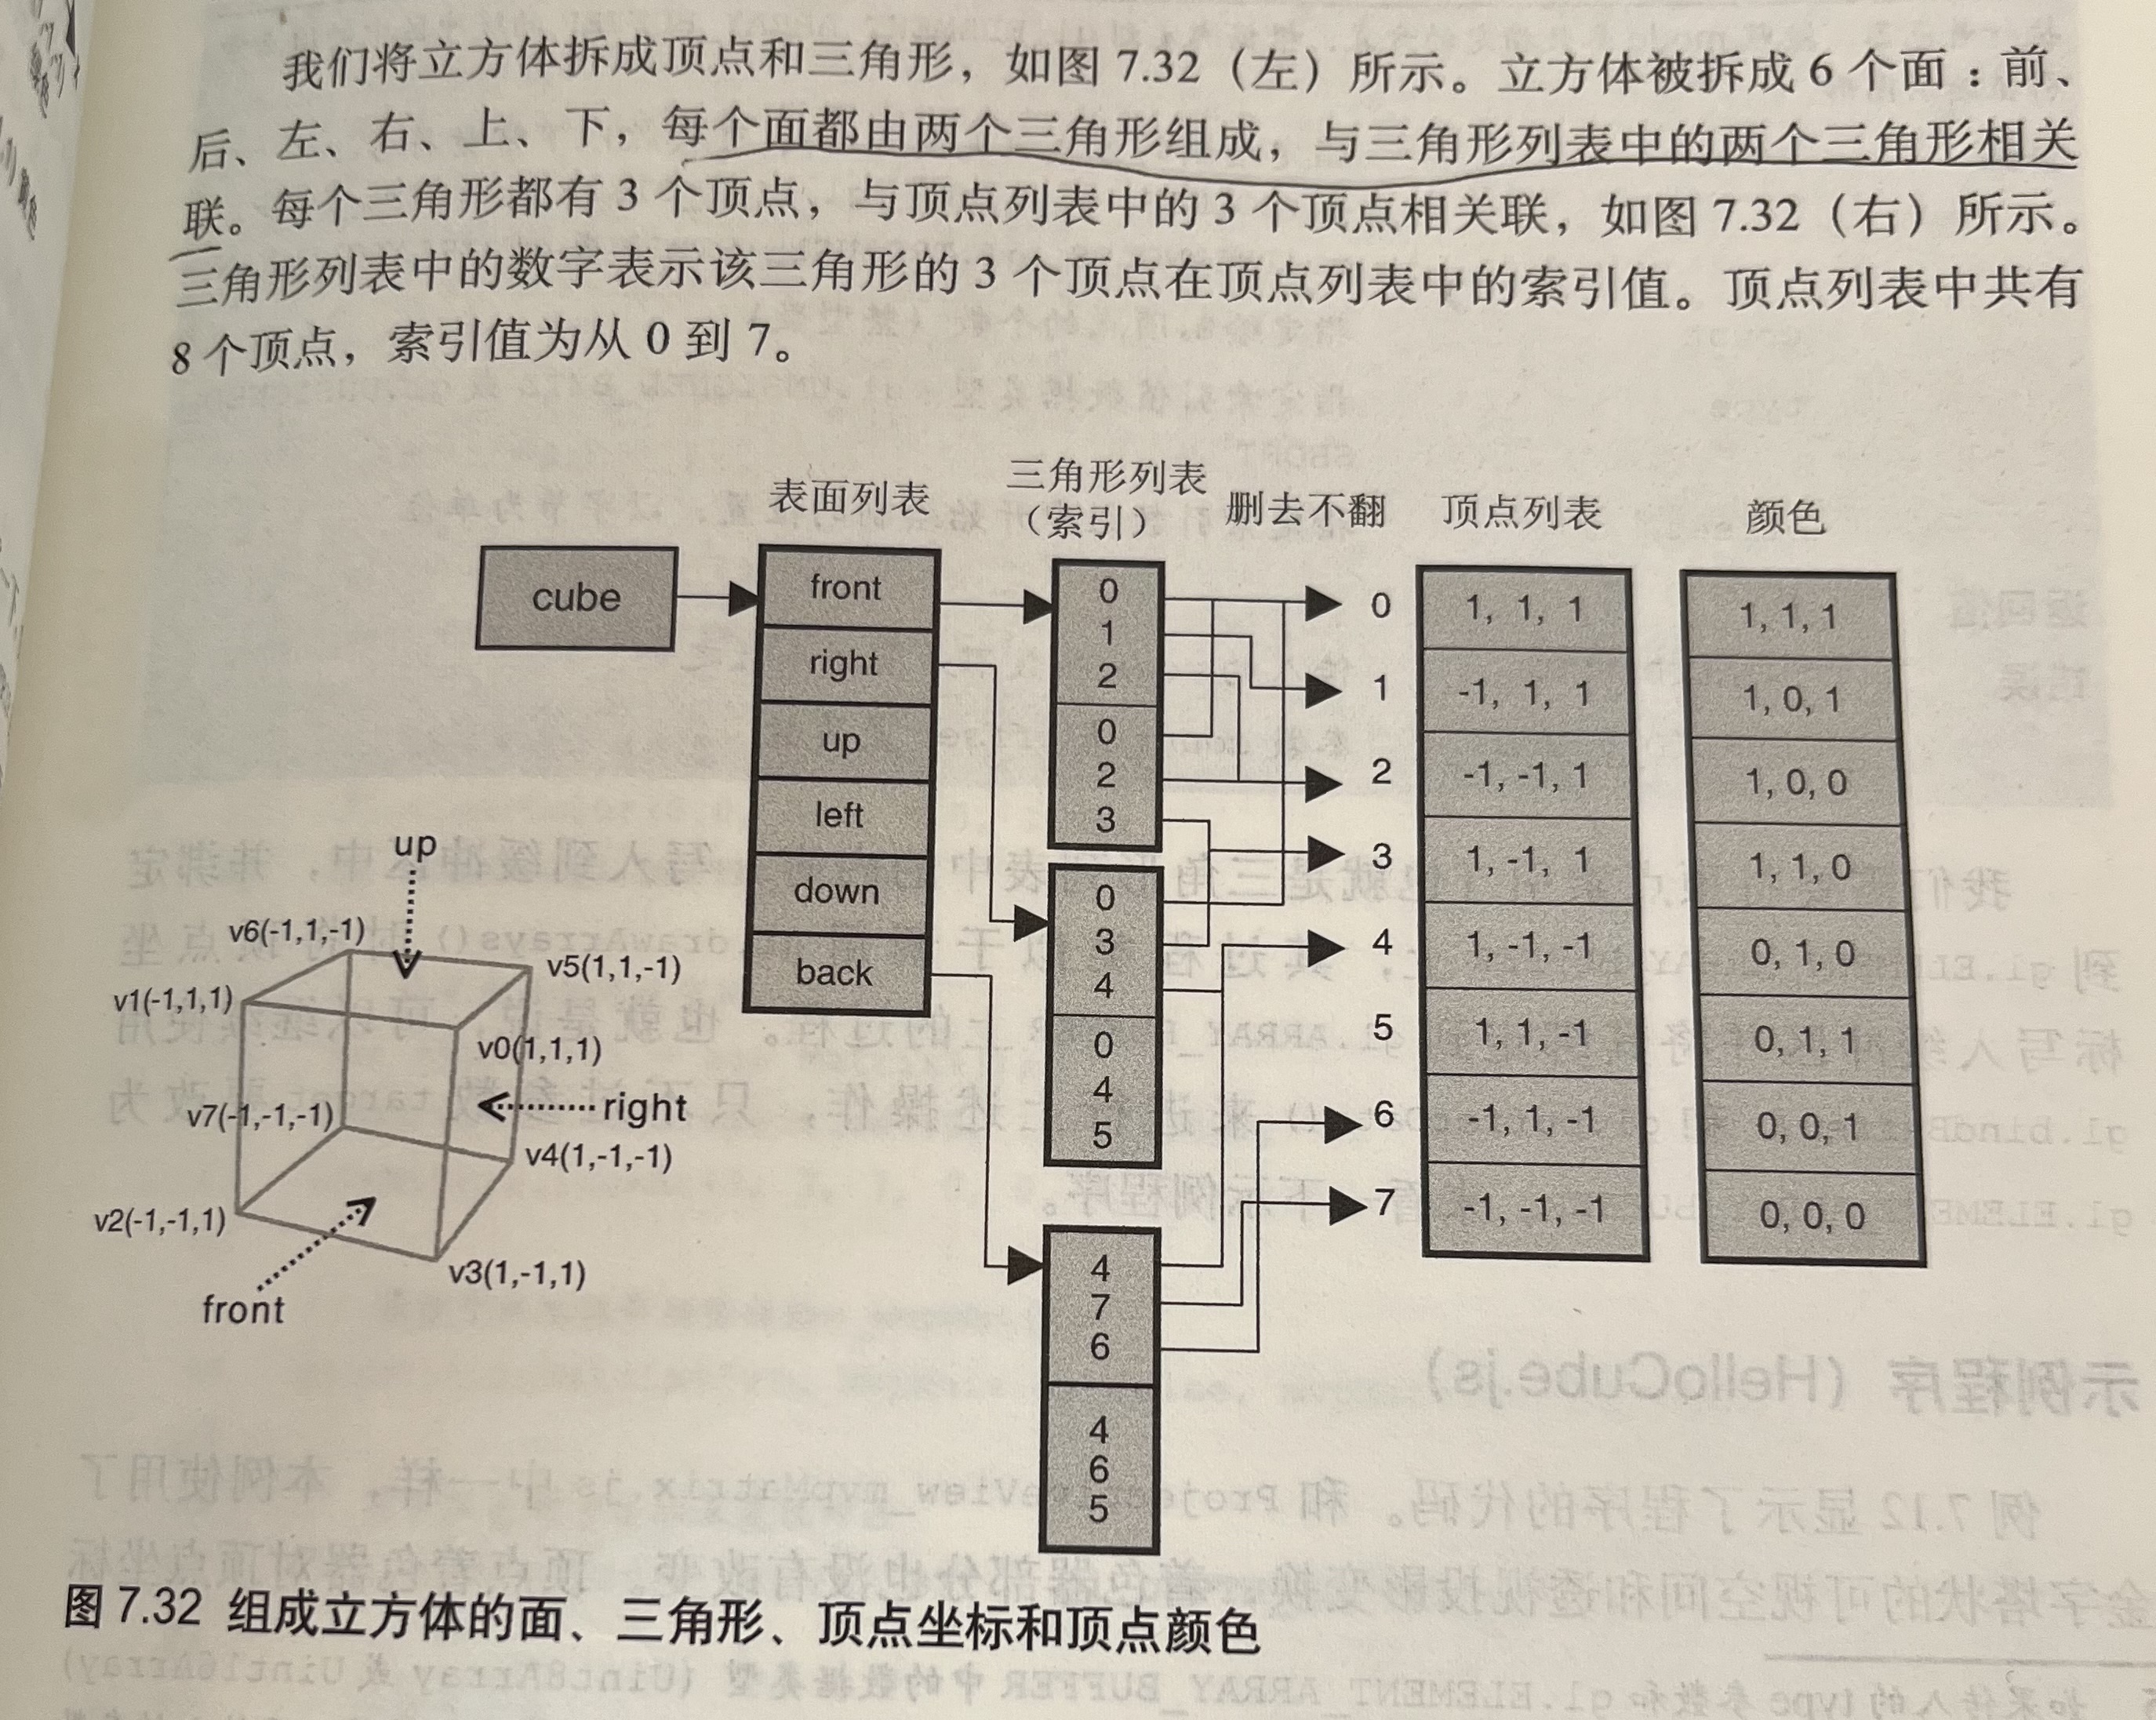 我们将立方体拆成顶点和三角形，如图 7.32（左）所示。立方体被拆成 6 个面：前、
后、左、右、上、下，每个面都由两个三角形组成，与三角形列表中的两个三角形相关
联。每个三角形都有 3 个顶点，与顶点列表中的 3 个顶点相关联，如图 7.32（右）所示。
三角形列表中的数字表示该三角形的 3 个顶点在顶点列表中的索引值。顶点列表中共有
8 个顶点，索引值为从 0 到 7。
表面列表
三角形列表
（索引）
删去不翻
顶点列表
颜色
cube
front
right
up
left
down
back
0
1
2
0
2
3
0
3
4
0
4
5
4
7
6
4
6
5
0
1
2
3
4
5
6
7
1, 1, 1
-1, 1, 1
-1, -1, 1
1, -1, 1
1, -1, -1
1, 1, -1
-1, 1, -1
-1, -1, -1
1, 1, 1
1, 0, 1
1, 0, 0
1, 1, 0
0, 1, 0
0, 1, 1
0, 0, 1
0, 0, 0
up
v6(-1,1,-1)
v5(1,1,-1)
v1(-1,1,1)
v0(1,1,1)
v7(-1,-1,-1)
right
v4(1,-1,-1)
v2(-1,-1,1)
v3(1,-1,1)
front
图 7.32 组成立方体的面、三角形、顶点坐标和顶点颜色